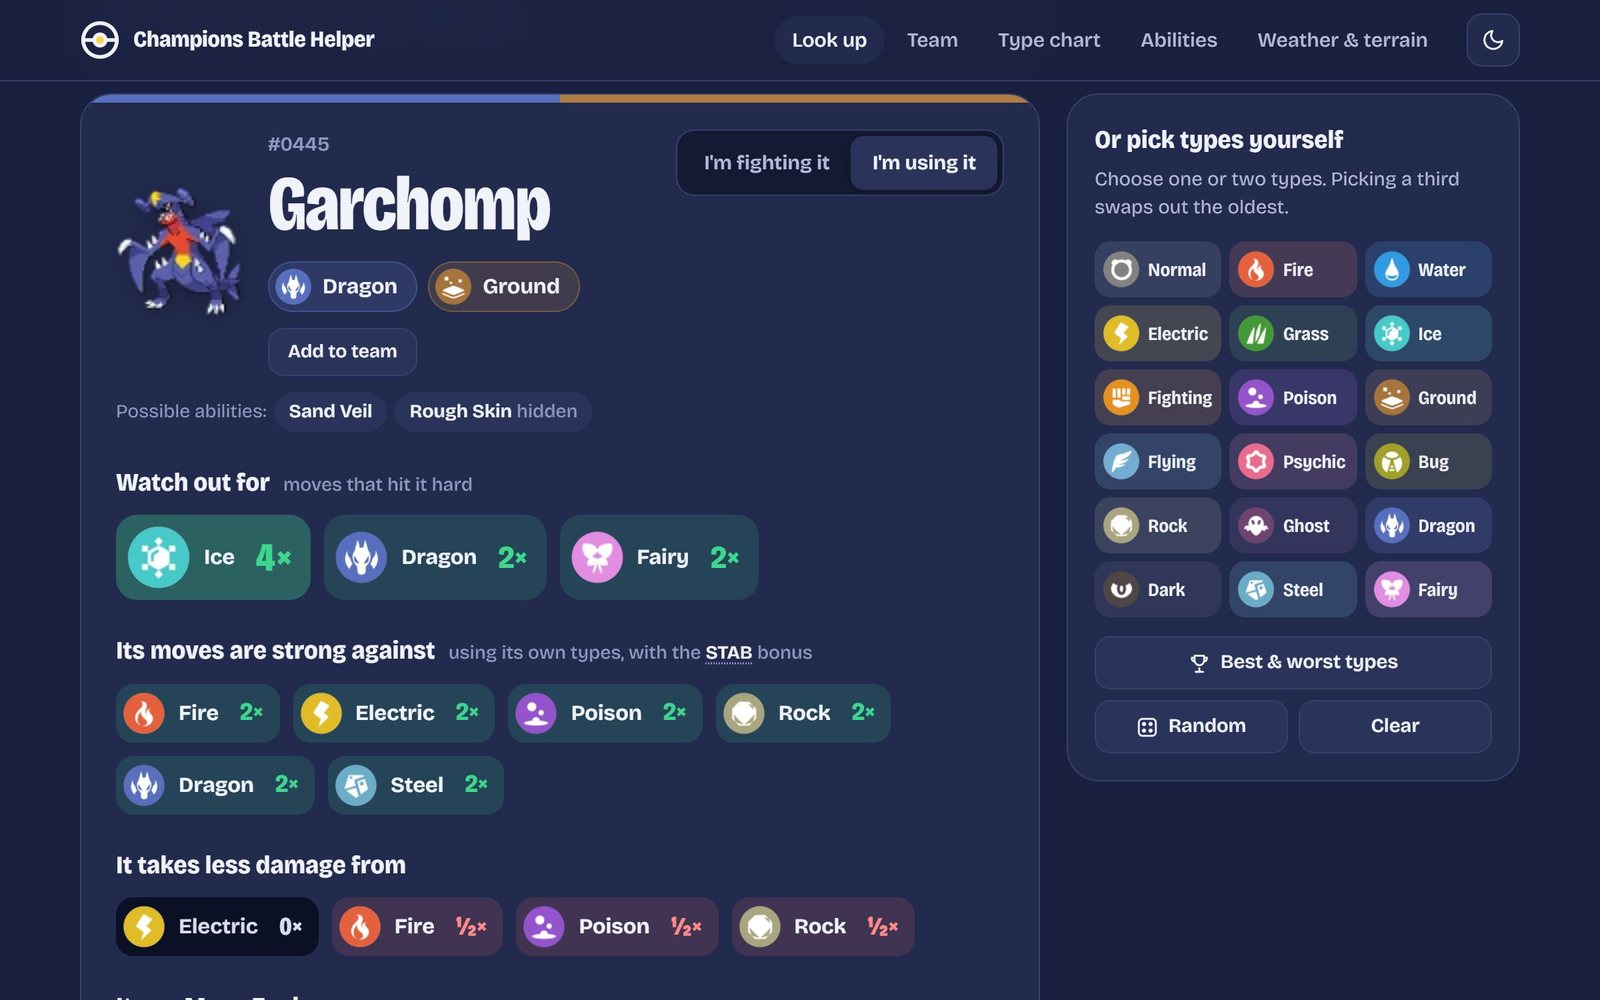 Champions Battle Helper
Look up
Team
Type chart
Abilities
Weather & terrain
#0445
Garchomp
Dragon
Ground
Add to team
I'm fighting it
I'm using it
Possible abilities: Sand Veil Rough Skin hidden
Watch out for moves that hit it hard
Ice 4×
Dragon 2×
Fairy 2×
Its moves are strong against using its own types, with the STAB bonus
Fire 2×
Electric 2×
Poison 2×
Rock 2×
Dragon 2×
Steel 2×
It takes less damage from
Electric 0×
Fire ½×
Poison ½×
Rock ½×
Or pick types yourself
Choose one or two types. Picking a third
swaps out the oldest.
Normal
Fire
Water
Electric
Grass
Ice
Fighting
Poison
Ground
Flying
Psychic
Bug
Rock
Ghost
Dragon
Dark
Steel
Fairy
Best & worst types
Random
Clear